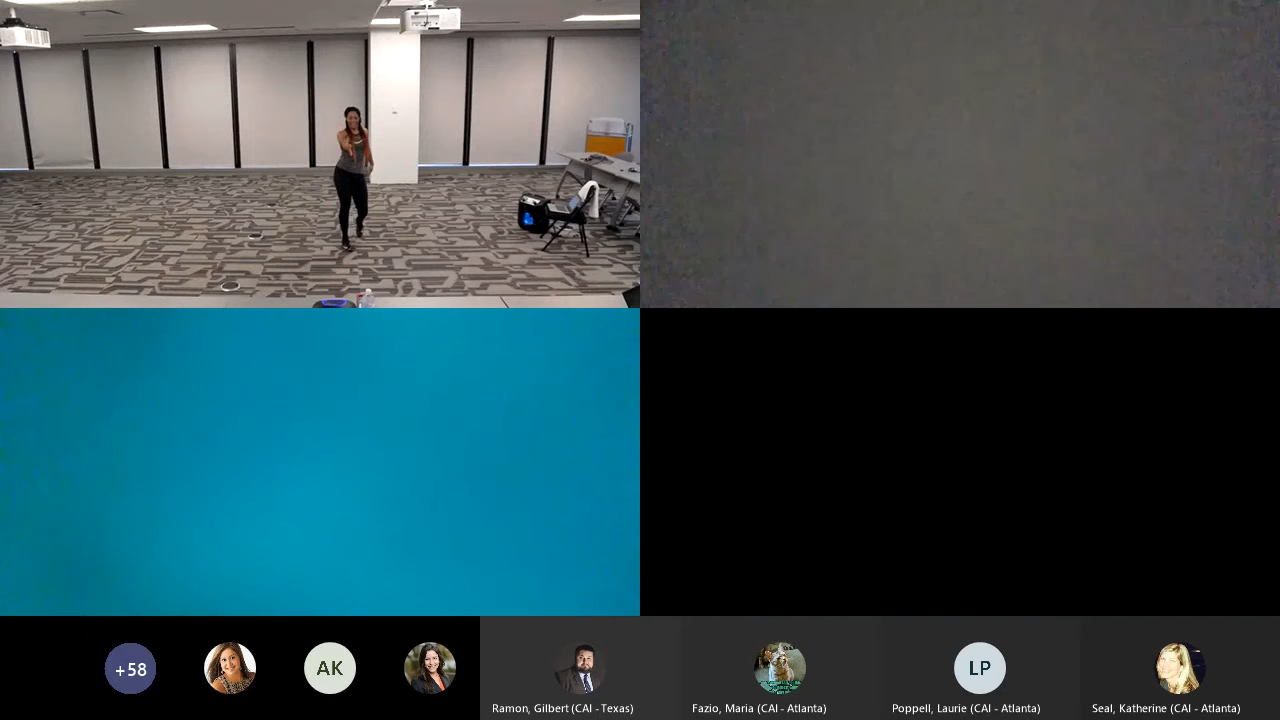 +58
AK
LP
Ramon, Gilbert (CAI - Texas)
Fazio, Maria (CAI - Atlanta)
Poppell, Laurie (CAI - Atlanta)
Seal, Katherine (CAI - Atlanta)